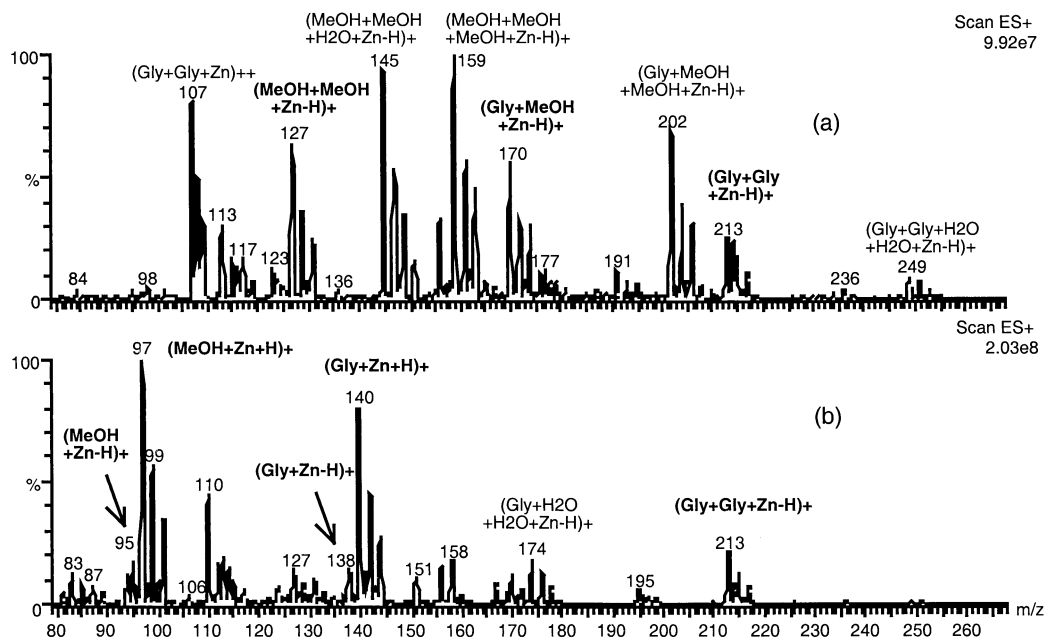 (MeOH+MeOH
+H2O+Zn-H)+
(MeOH+MeOH
+MeOH+Zn-H)+
Scan ES+
9.92e7
100
145
159
(Gly+Gly+Zn)++
107
(MeOH+MeOH
+Zn-H)+
127
(Gly+MeOH
+Zn-H)+
170
(Gly+MeOH
+MeOH+Zn-H)+
202
(a)
%
(Gly+Gly
+Zn-H)+
213
(Gly+Gly+H2O
+H2O+Zn-H)+
249
84
98
113
117
123
136
177
191
236
0
Scan ES+
2.03e8
100
97
(MeOH+Zn+H)+
(Gly+Zn+H)+
140
(b)
(MeOH
+Zn-H)+
99
(Gly+Zn-H)+
%
110
(Gly+H2O
+H2O+Zn-H)+
174
(Gly+Gly+Zn-H)+
213
95
83
87
106
127
138
151
158
195
0
m/z
80 90 100 110 120 130 140 150 160 170 180 190 200 210 220 230 240 250 260